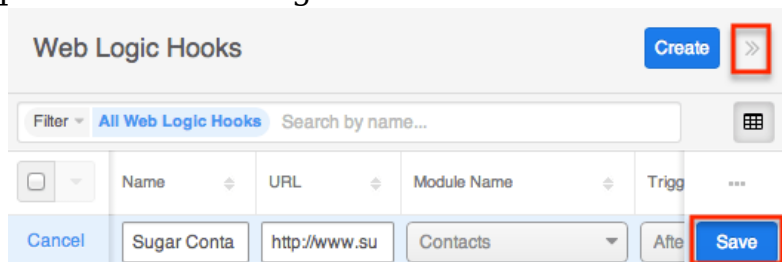 Web Logic Hooks Create »
Filter All Web Logic Hooks Search by name...
Name URL Module Name Trigg
Cancel Sugar Conta http://www.su Contacts Afte Save